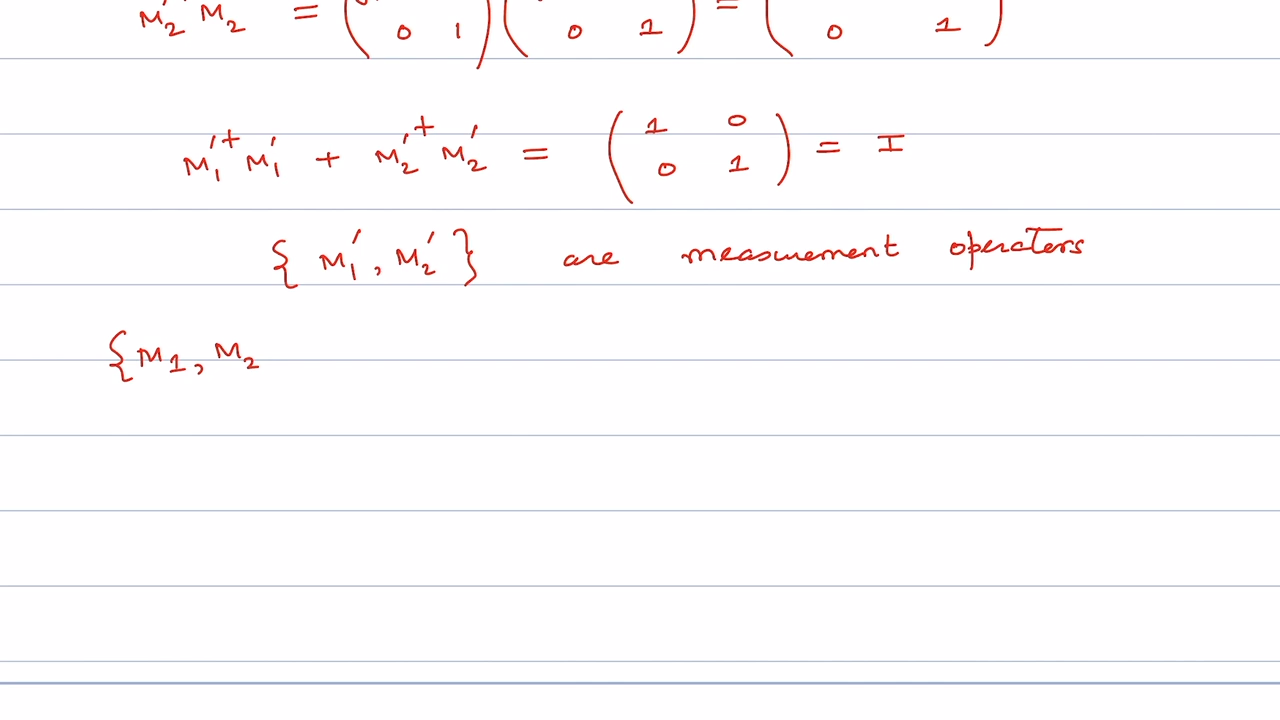 M₂'† M₂' = ( 0 1 ) ( 0 1 ) = ( 0 1 )
M₁'⁺ M₁' + M₂'⁺ M₂' = ( 1 0 0 1 ) = I
{ M₁', M₂' } are measurement operators
{ M₁, M₂